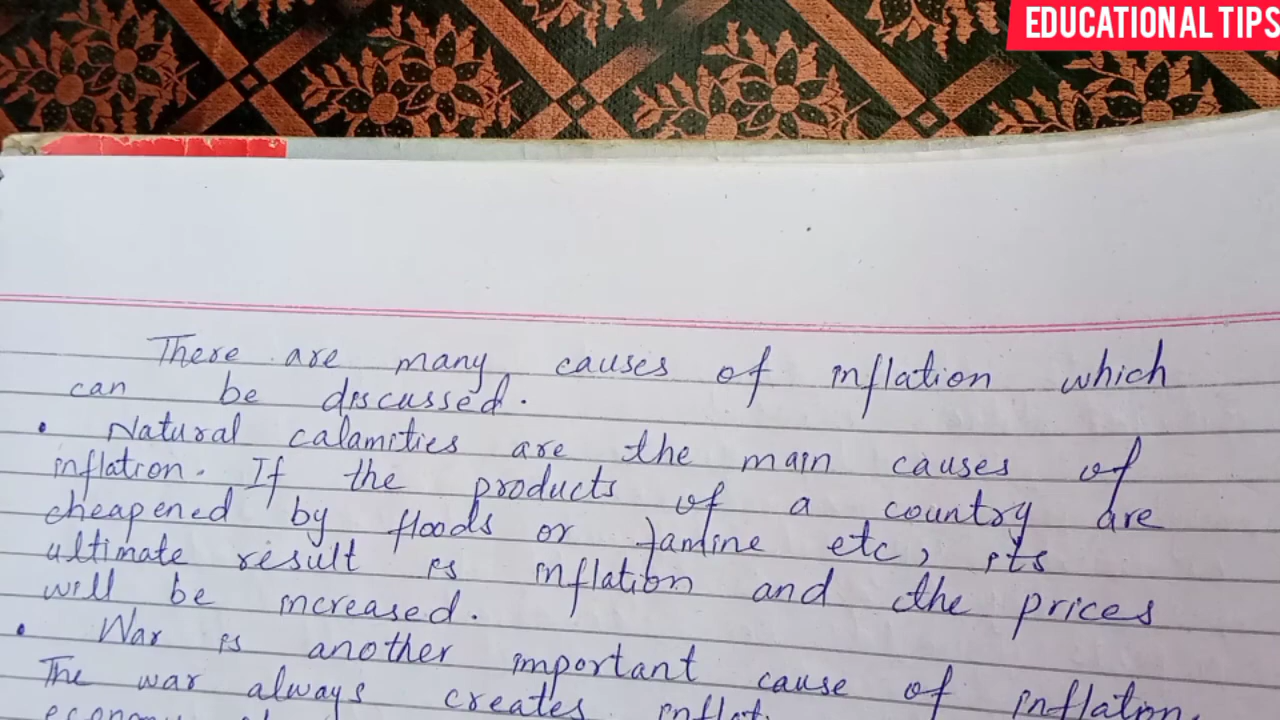 EDUCATIONAL TIPS
There are many causes of inflation which
can be discussed.
• Natural calamities are the main causes of
inflation. If the products of a country are
cheapened by floods or famine etc, its
ultimate result is inflation and the prices
will be increased.
• War is another important cause of inflation.
The war always creates